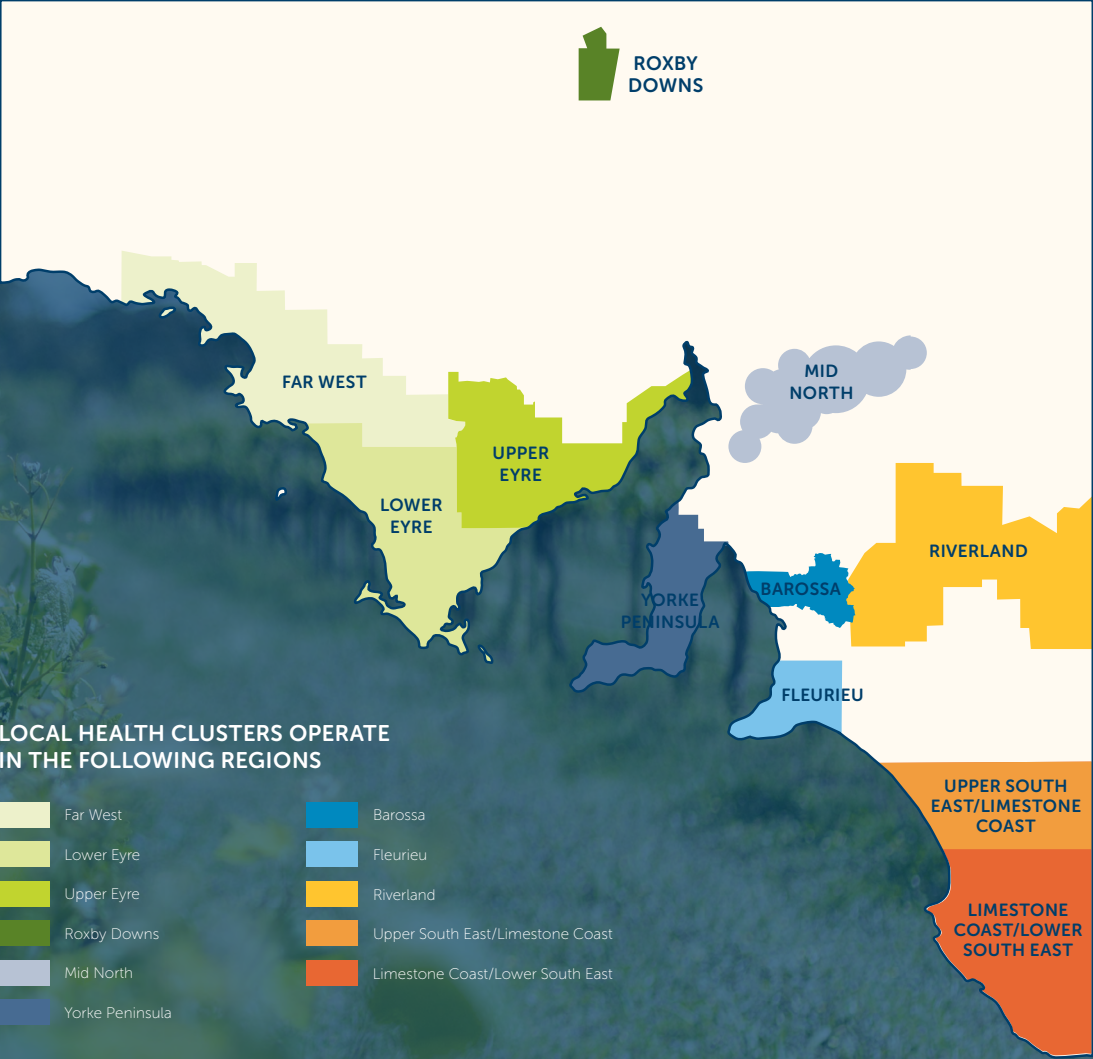 ROXBY
DOWNS
FAR WEST
MID
NORTH
UPPER
EYRE
LOWER
EYRE
RIVERLAND
BAROSSA
YORKE
PENINSULA
FLEURIEU
LOCAL HEALTH CLUSTERS OPERATE
IN THE FOLLOWING REGIONS
UPPER SOUTH
EAST/LIMESTONE
COAST
LIMESTONE
COAST/LOWER
SOUTH EAST
Far West
Lower Eyre
Upper Eyre
Roxby Downs
Mid North
Yorke Peninsula
Barossa
Fleurieu
Riverland
Upper South East/Limestone Coast
Limestone Coast/Lower South East